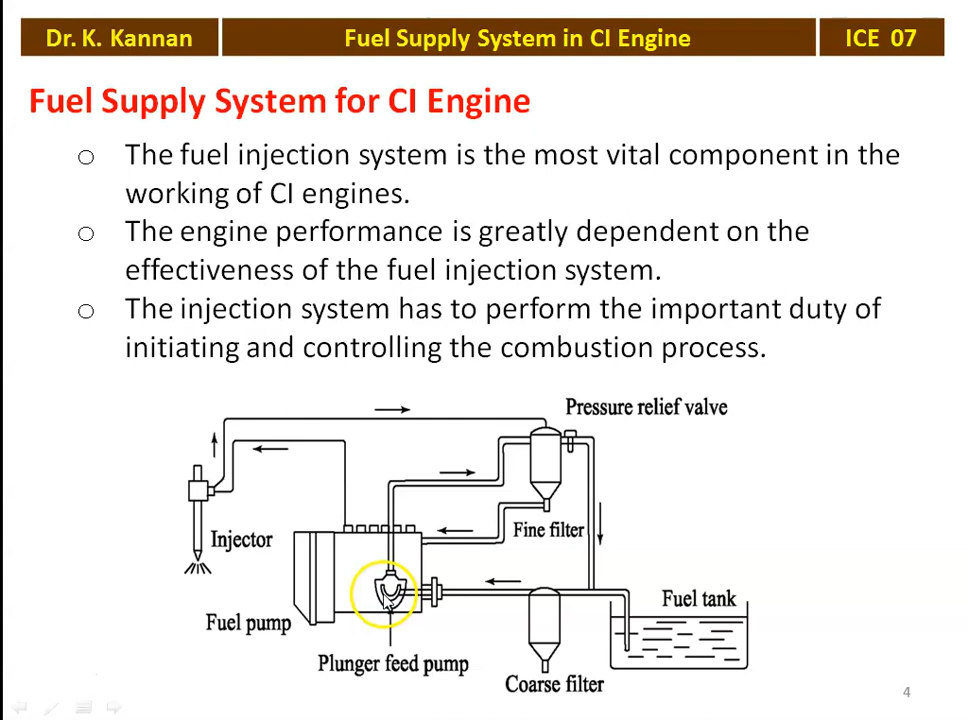 Dr. K. Kannan
Fuel Supply System in CI Engine
ICE 07
Fuel Supply System for CI Engine
o The fuel injection system is the most vital component in the
working of CI engines.
o The engine performance is greatly dependent on the
effectiveness of the fuel injection system.
o The injection system has to perform the important duty of
initiating and controlling the combustion process.
Pressure relief valve
Fine filter
Injector
Fuel tank
Fuel pump
Plunger feed pump
Coarse filter
4